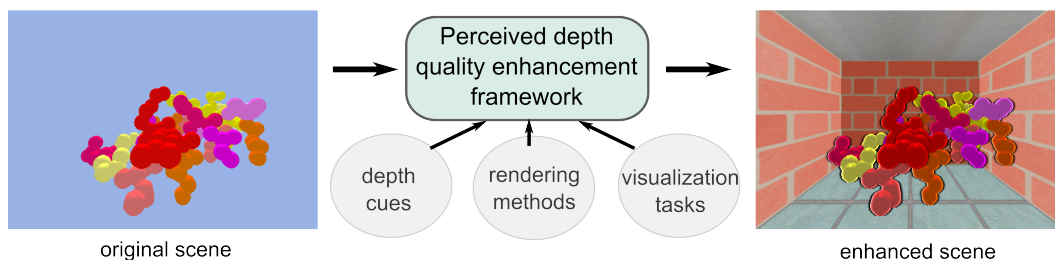 Perceived depth
quality enhancement
framework
depth
cues
rendering
methods
visualization
tasks
original scene
enhanced scene